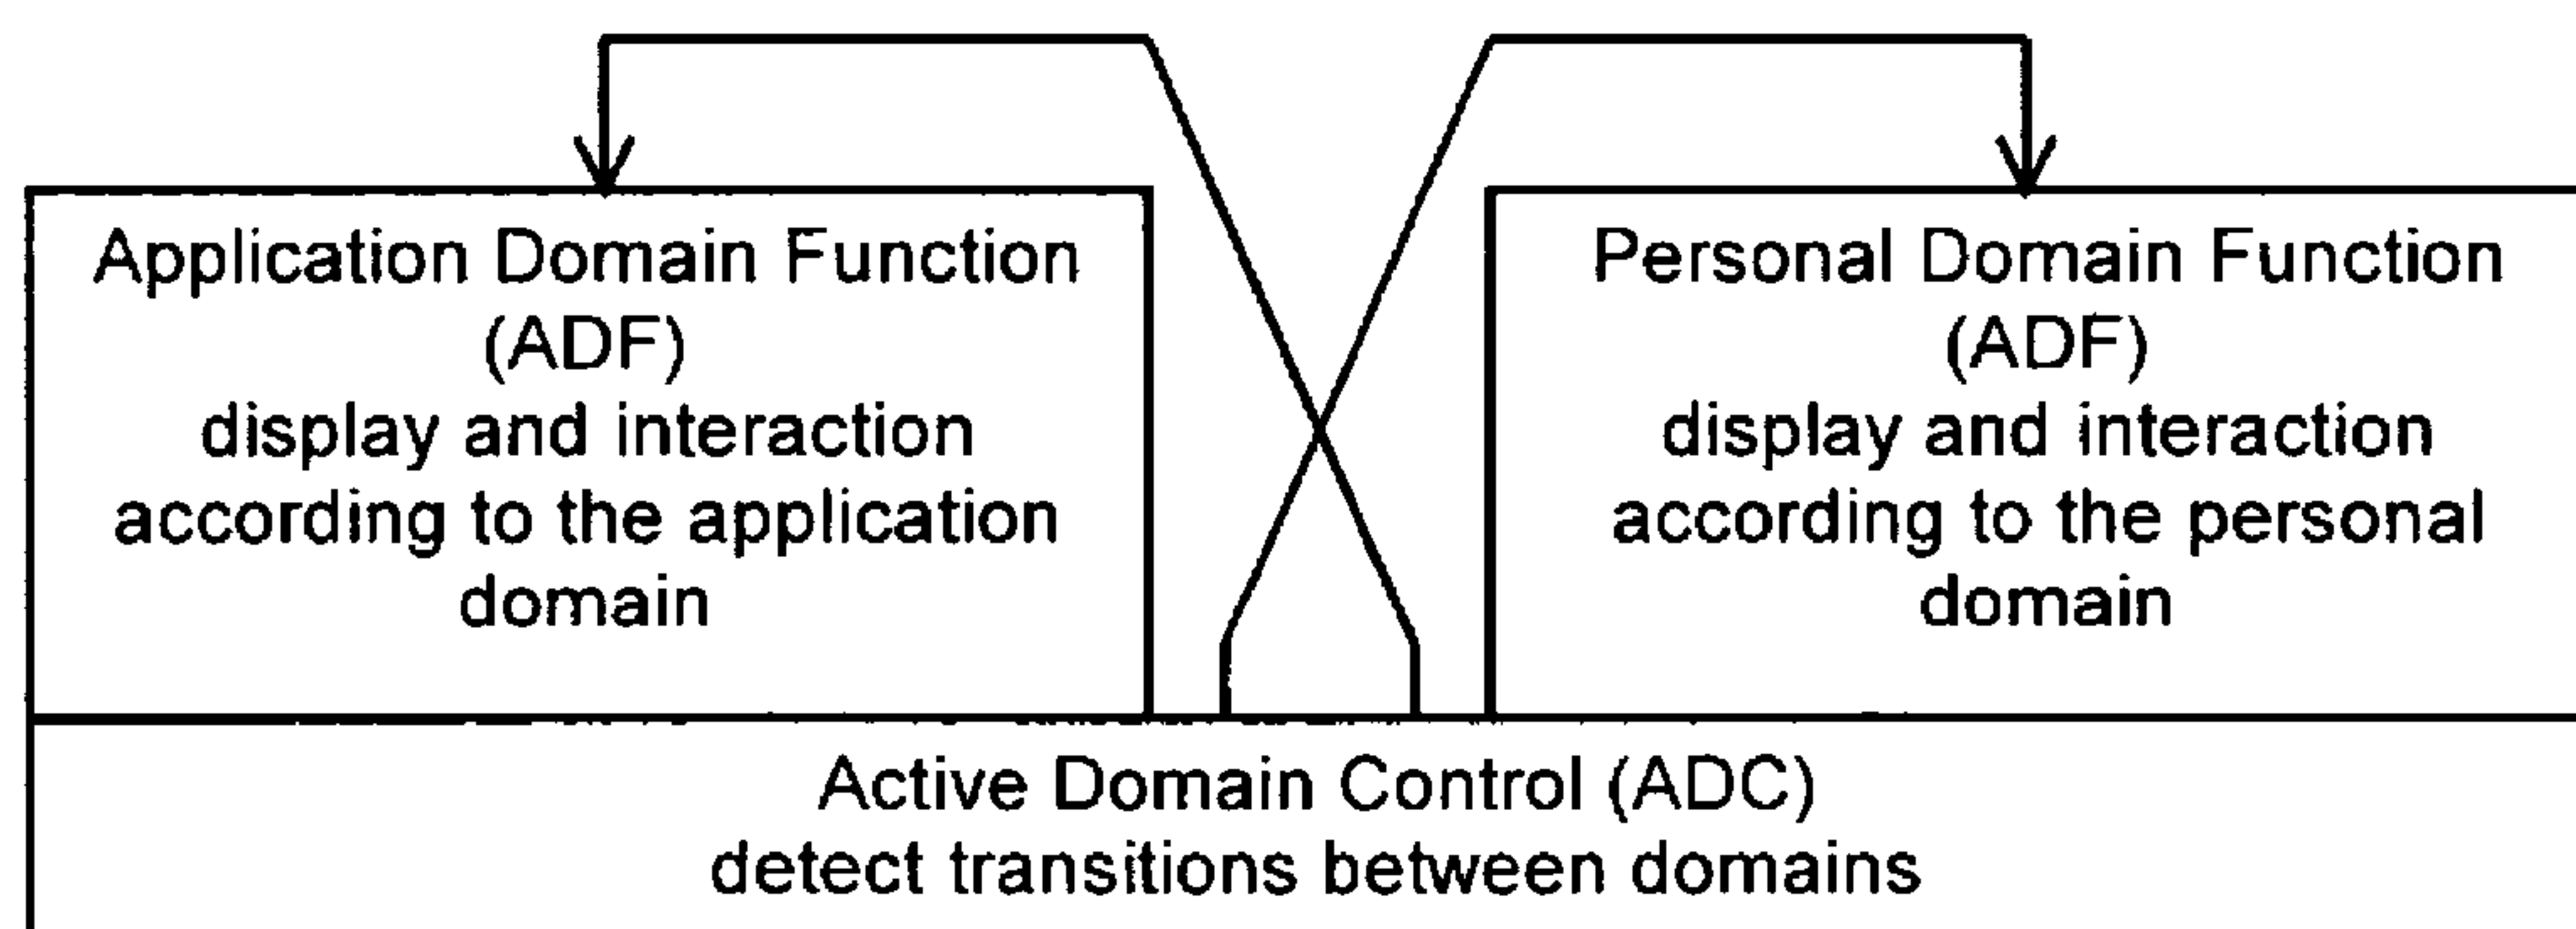 Application Domain Function
(ADF)
display and interaction
according to the application
domain
Personal Domain Function
(ADF)
display and interaction
according to the personal
domain
Active Domain Control (ADC)
detect transitions between domains